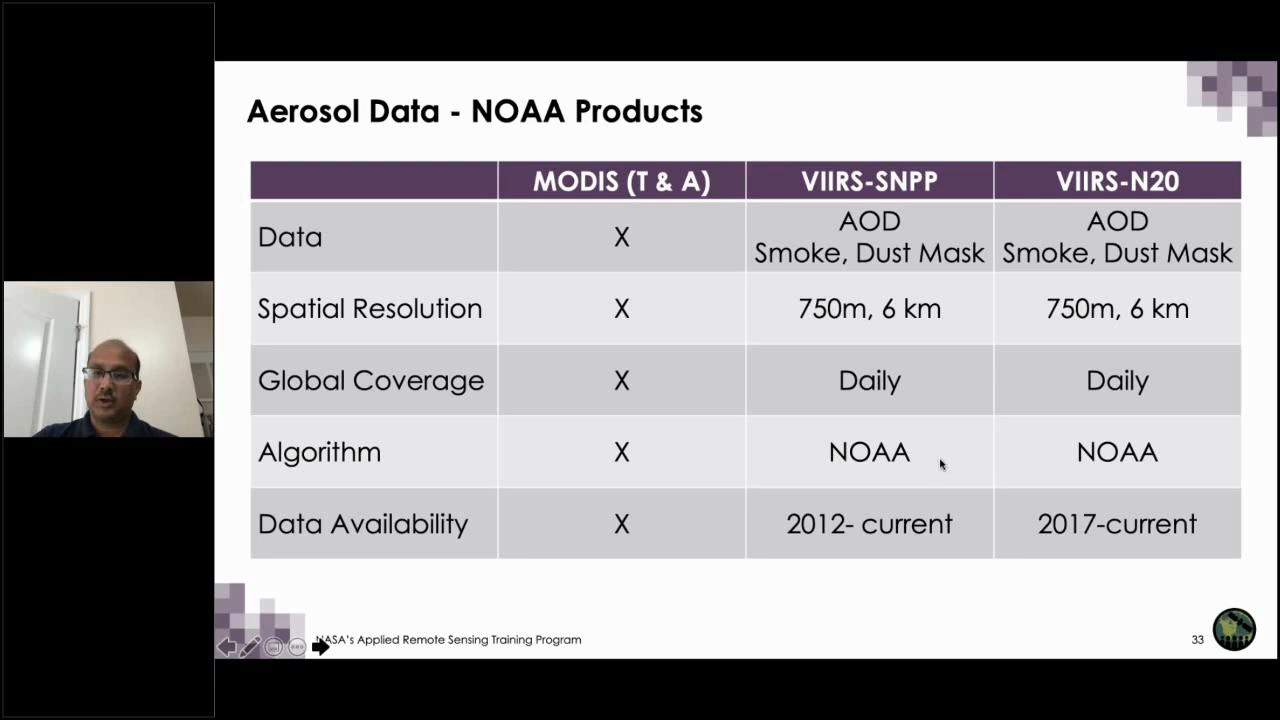 Aerosol Data - NOAA Products
MODIS (T & A) VIIRS-SNPP VIIRS-N20
Data X AOD Smoke, Dust Mask AOD Smoke, Dust Mask
Spatial Resolution X 750m, 6 km 750m, 6 km
Global Coverage X Daily Daily
Algorithm X NOAA NOAA
Data Availability X 2012- current 2017-current
NASA's Applied Remote Sensing Training Program 33